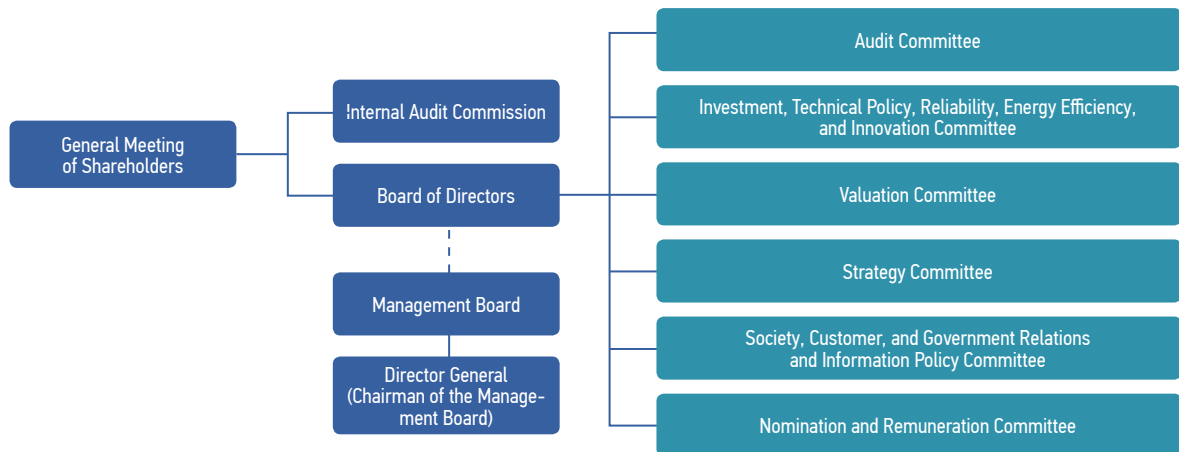 General Meeting
of Shareholders
Internal Audit Commission
Board of Directors
Management Board
Director General
(Chairman of the Manage-
ment Board)
Audit Committee
Investment, Technical Policy, Reliability, Energy Efficiency,
and Innovation Committee
Valuation Committee
Strategy Committee
Society, Customer, and Government Relations
and Information Policy Committee
Nomination and Remuneration Committee